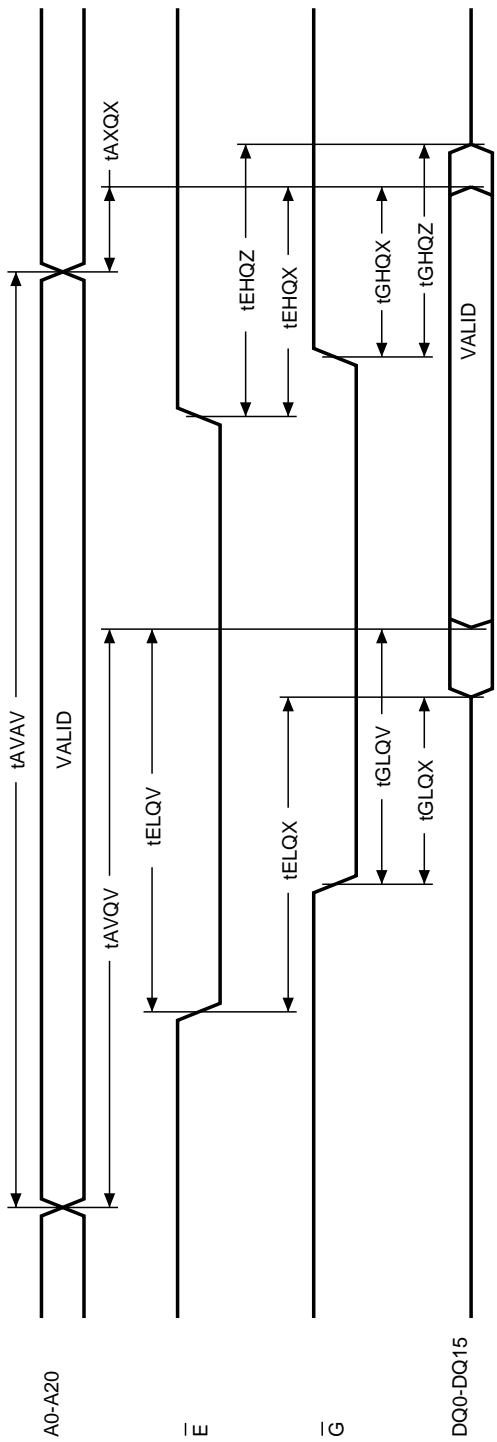 tAVAV
A0-A20
VALID
tAVQV
tAXQX
tELQV
E̅
tEHQZ
tELQX
tEHQX
G̅
tGLQV
tGHQX
tGLQX
tGHQZ
DQ0-DQ15
VALID